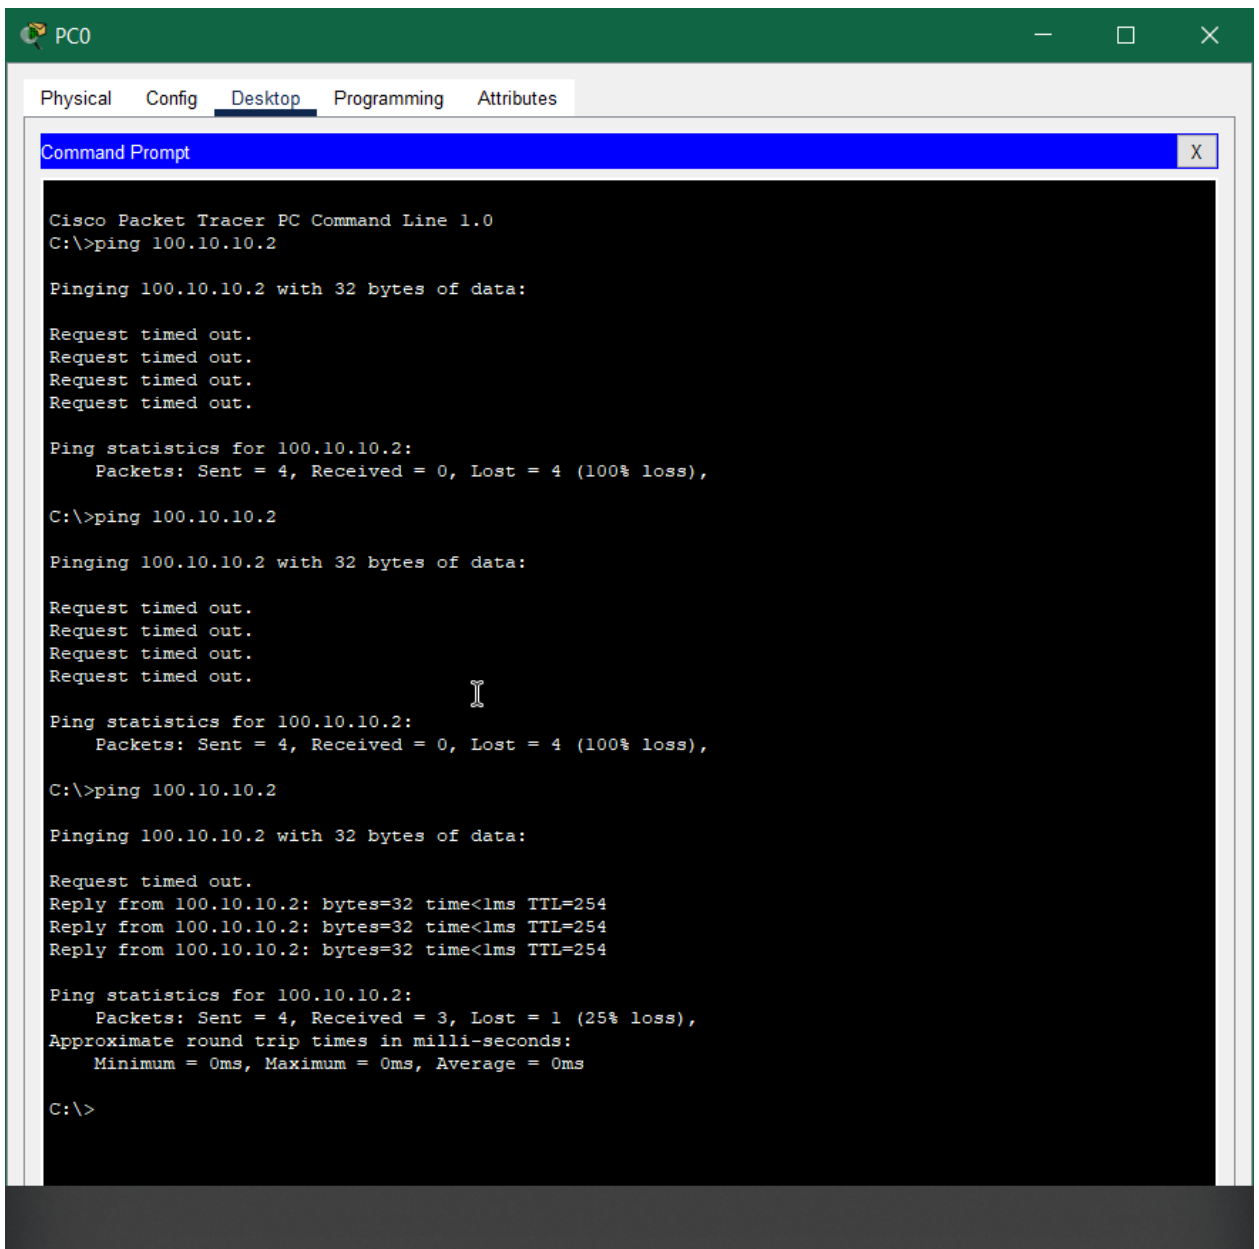 PC0
Physical Config Desktop Programming Attributes
Command Prompt X
Cisco Packet Tracer PC Command Line 1.0
C:\>ping 100.10.10.2
Pinging 100.10.10.2 with 32 bytes of data:
Request timed out.
Request timed out.
Request timed out.
Request timed out.
Ping statistics for 100.10.10.2:
Packets: Sent = 4, Received = 0, Lost = 4 (100% loss),
C:\>ping 100.10.10.2
Pinging 100.10.10.2 with 32 bytes of data:
Request timed out.
Request timed out.
Request timed out.
Request timed out.
Ping statistics for 100.10.10.2:
Packets: Sent = 4, Received = 0, Lost = 4 (100% loss),
C:\>ping 100.10.10.2
Pinging 100.10.10.2 with 32 bytes of data:
Request timed out.
Reply from 100.10.10.2: bytes=32 time<1ms TTL=254
Reply from 100.10.10.2: bytes=32 time<1ms TTL=254
Reply from 100.10.10.2: bytes=32 time<1ms TTL=254
Ping statistics for 100.10.10.2:
Packets: Sent = 4, Received = 3, Lost = 1 (25% loss),
Approximate round trip times in milli-seconds:
Minimum = 0ms, Maximum = 0ms, Average = 0ms
C:\>